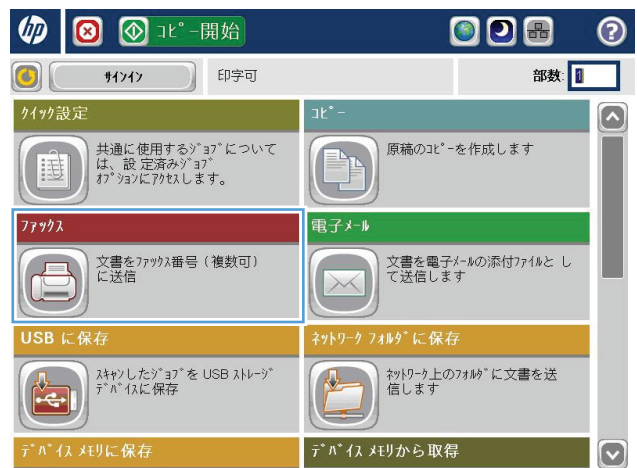 hp
ｺﾋﾟｰ開始
?
ｻｲﾝｲﾝ
印字可
部数: 1
ｸｲｯｸ設定
共通に使用するｼﾞｮﾌﾞについて
は、設 定済みｼﾞｮﾌﾞ
ｵﾌﾟｼｮﾝにｱｸｾｽしま す。
ｺﾋﾟｰ
原稿のｺﾋﾟｰを作成します
ﾌｧｯｸｽ
文書をﾌｧｯｸｽ番号（複数可）
に送信
電子ﾒｰﾙ
文書を電子ﾒｰﾙの添付ﾌｧｲﾙと し
て送信しま す
USB に保存
ｽｷｬﾝしたｼﾞｮﾌﾞを USB ｽﾄﾚｰｼﾞ
ﾃﾞﾊﾞｲｽに保存
ﾈｯﾄﾜｰｸ ﾌｫﾙﾀﾞに保存
ﾈｯﾄﾜｰｸ上のﾌｫﾙﾀﾞに文書を送
信します
ﾃﾞﾊﾞｲｽ ﾒﾓﾘに保存
ﾃﾞﾊﾞｲｽ ﾒﾓﾘから取得